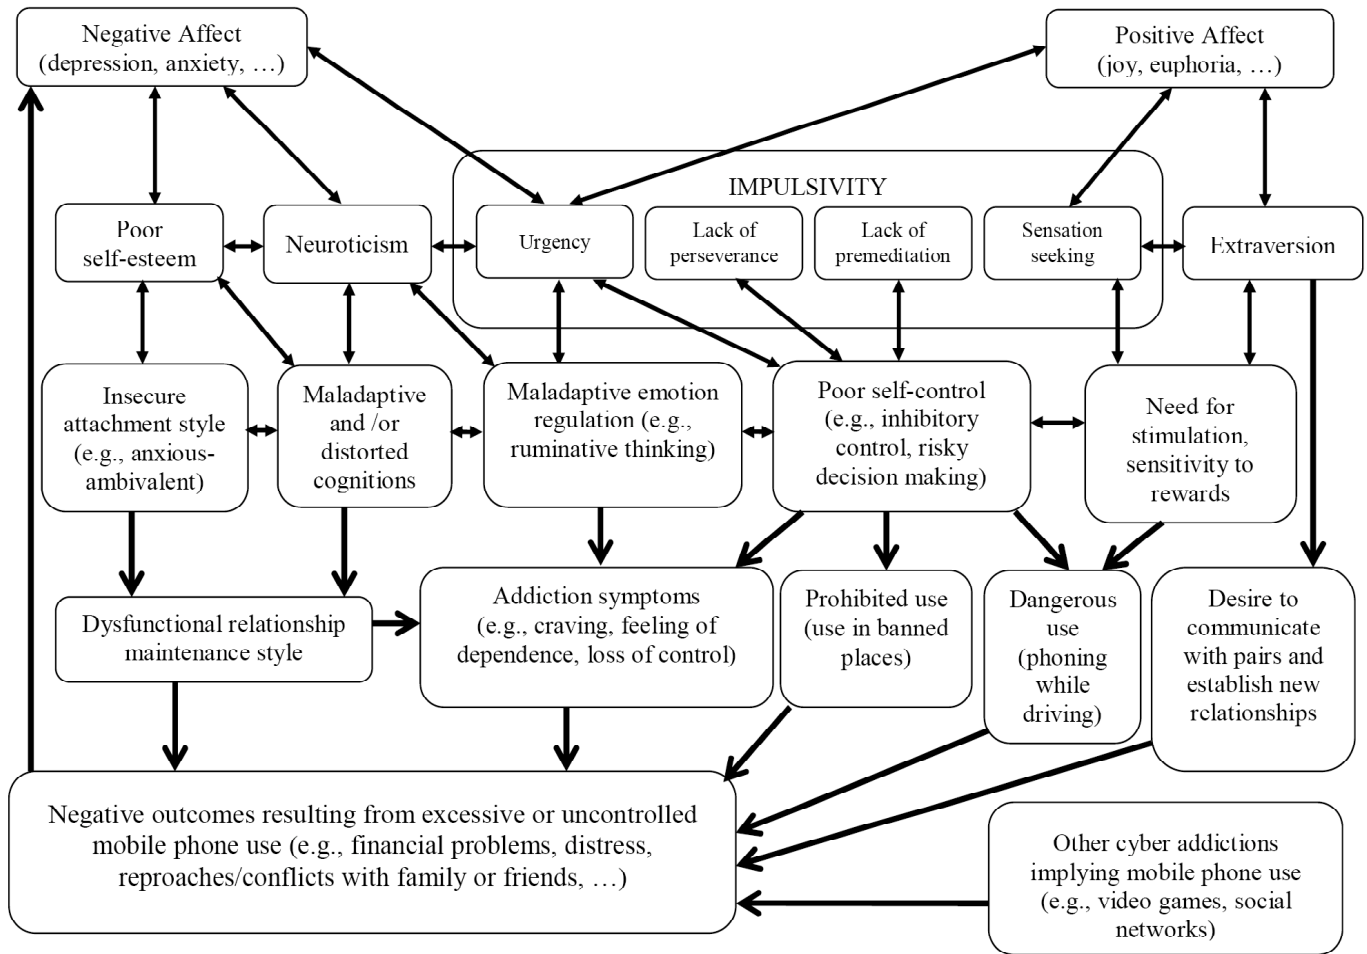 Negative Affect
(depression, anxiety, …)
Positive Affect
(joy, euphoria, …)
IMPULSIVITY
Poor
self-esteem
Neuroticism
Urgency
Lack of
perseverance
Lack of
premeditation
Sensation
seeking
Extraversion
Insecure
attachment style
(e.g., anxious-
ambivalent)
Maladaptive
and /or
distorted
cognitions
Maladaptive emotion
regulation (e.g.,
ruminative thinking)
Poor self-control
(e.g., inhibitory
control, risky
decision making)
Need for
stimulation,
sensitivity to
rewards
Dysfunctional relationship
maintenance style
Addiction symptoms
(e.g., craving, feeling of
dependence, loss of control)
Prohibited use
(use in banned
places)
Dangerous
use
(phoning
while
driving)
Desire to
communicate
with pairs and
establish new
relationships
Negative outcomes resulting from excessive or uncontrolled
mobile phone use (e.g., financial problems, distress,
reproaches/conflicts with family or friends, …)
Other cyber addictions
implying mobile phone use
(e.g., video games, social
networks)